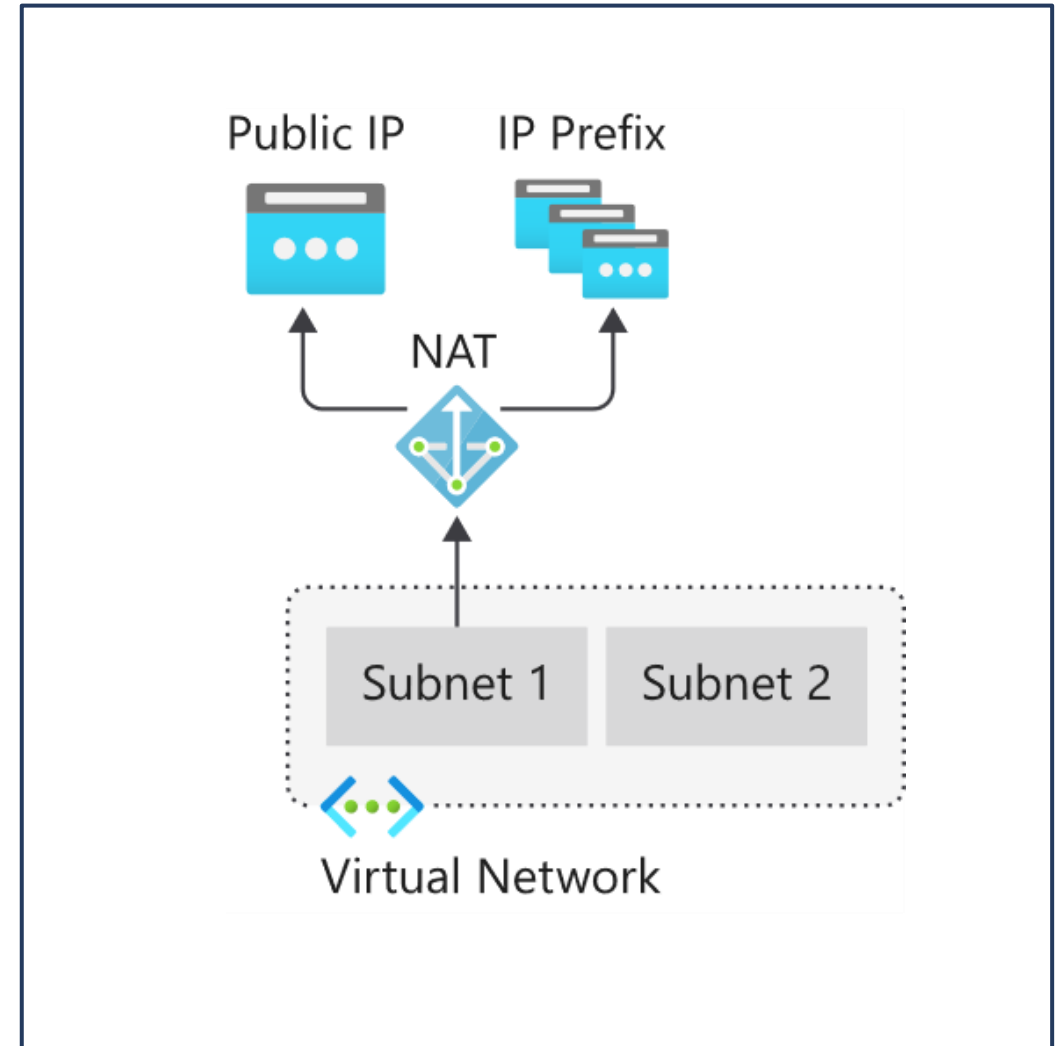 Public IP
IP Prefix
NAT
Subnet 1
Subnet 2
Virtual Network